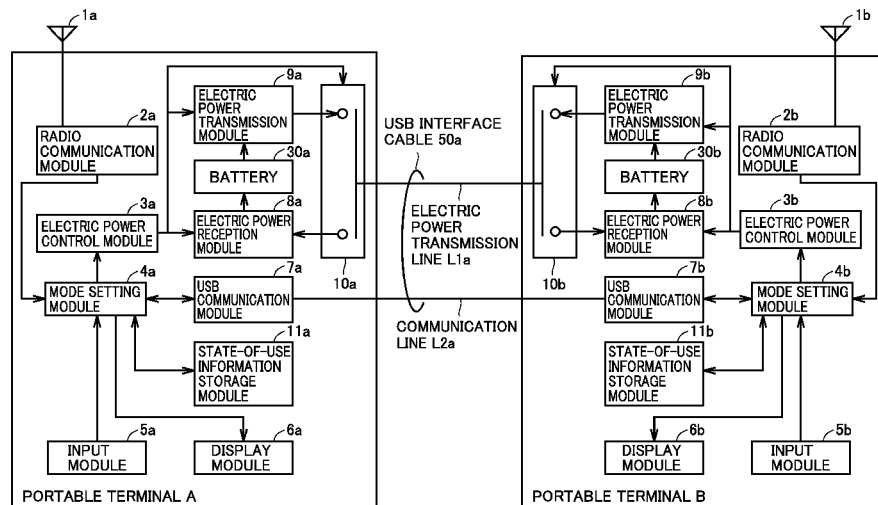 1a
1b
9a
ELECTRIC
POWER
TRANSMISSION
MODULE
2a
RADIO
COMMUNICATION
MODULE
30a
BATTERY
3a
ELECTRIC POWER
CONTROL MODULE
8a
ELECTRIC POWER
RECEPTION
MODULE
10a
4a
MODE SETTING
MODULE
7a
USB
COMMUNICATION
MODULE
11a
STATE-OF-USE
INFORMATION
STORAGE
MODULE
5a
INPUT
MODULE
6a
DISPLAY
MODULE
PORTABLE TERMINAL A
USB INTERFACE
CABLE 50a
ELECTRIC
POWER
TRANSMISSION
LINE L1a
COMMUNICATION
LINE L2a
9b
ELECTRIC
POWER
TRANSMISSION
MODULE
2b
RADIO
COMMUNICATION
MODULE
30b
BATTERY
8b
ELECTRIC POWER
RECEPTION
MODULE
3b
ELECTRIC POWER
CONTROL MODULE
10b
7b
USB
COMMUNICATION
MODULE
4b
MODE SETTING
MODULE
11b
STATE-OF-USE
INFORMATION
STORAGE
MODULE
6b
DISPLAY
MODULE
5b
INPUT
MODULE
PORTABLE TERMINAL B